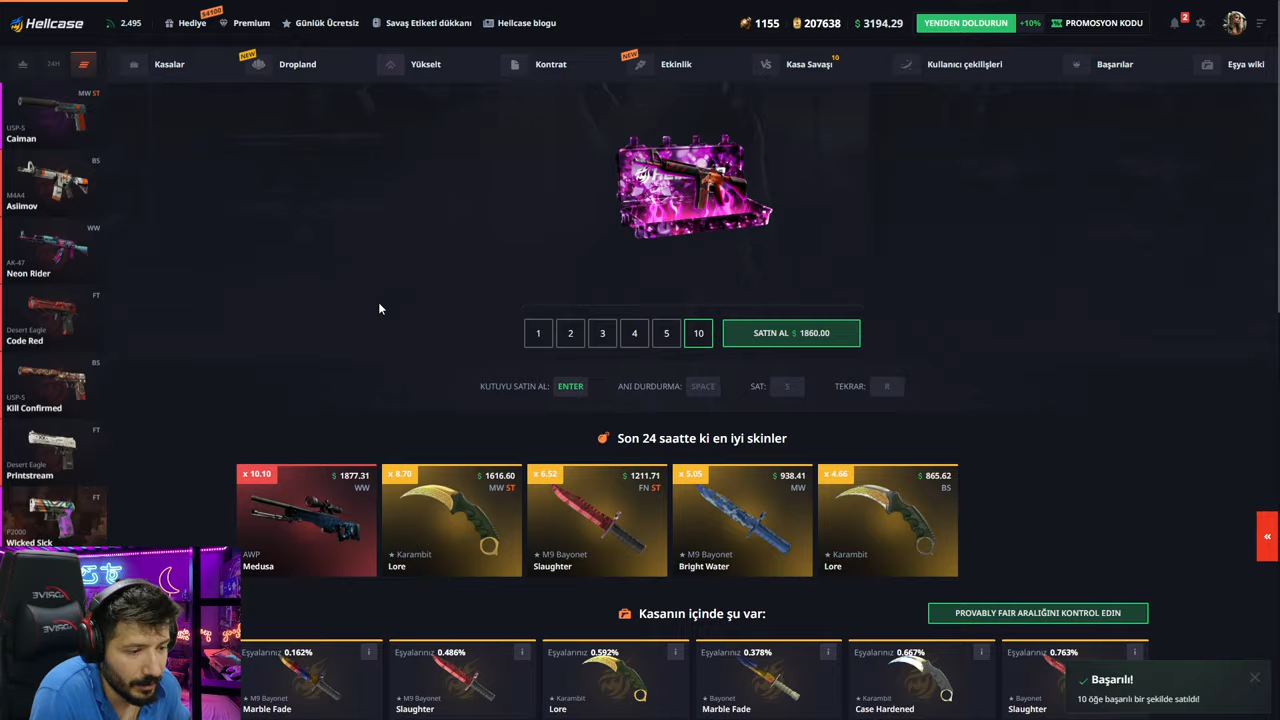 Hellcase
2.495
Hediye
$4100
Premium
Günlük Ücretsiz
Savaş Etiketi dükkanı
Hellcase blogu
1155
207638
$ 3194.29
YENIDEN DOLDURUN
+10%
PROMOSYON KODU
2
24H
Kasalar
NEW
Dropland
Yükselt
Kontrat
NEW
Etkinlik
VS
Kasa Savaşı
10
Kullanıcı çekilişleri
Başarılar
Eşya wiki
MW ST
USP-S
Caiman
BS
M4A4
Asiimov
WW
AK-47
Neon Rider
FT
Desert Eagle
Code Red
BS
USP-S
Kill Confirmed
FT
Desert Eagle
Printstream
FT
P2000
Wicked Sick
1
2
3
4
5
10
SATIN AL $ 1860.00
KUTUYU SATIN AL: ENTER
ANI DURDURMA: SPACE
SAT: S
TEKRAR: R
Son 24 saatte ki en iyi skinler
x 10.10
$ 1877.31
WW
AWP
Medusa
x 8.70
$ 1616.60
MW ST
★ Karambit
Lore
x 6.52
$ 1211.71
FN ST
★ M9 Bayonet
Slaughter
x 5.05
$ 938.41
MW
★ M9 Bayonet
Bright Water
x 4.66
$ 865.62
BS
★ Karambit
Lore
Kasanın içinde şu var:
PROVABLY FAIR ARALIĞINI KONTROL EDIN
Eşyalarınız 0.162%
★ M9 Bayonet
Marble Fade
Eşyalarınız 0.486%
★ M9 Bayonet
Slaughter
Eşyalarınız 0.592%
★ Karambit
Lore
Eşyalarınız 0.378%
★ M9 Bayonet
Marble Fade
Eşyalarınız 0.667%
★ Karambit
Case Hardened
Eşyalarınız 0.763%
Slaughter
Başarılı!
10 öğe başarılı bir şekilde satıldı!